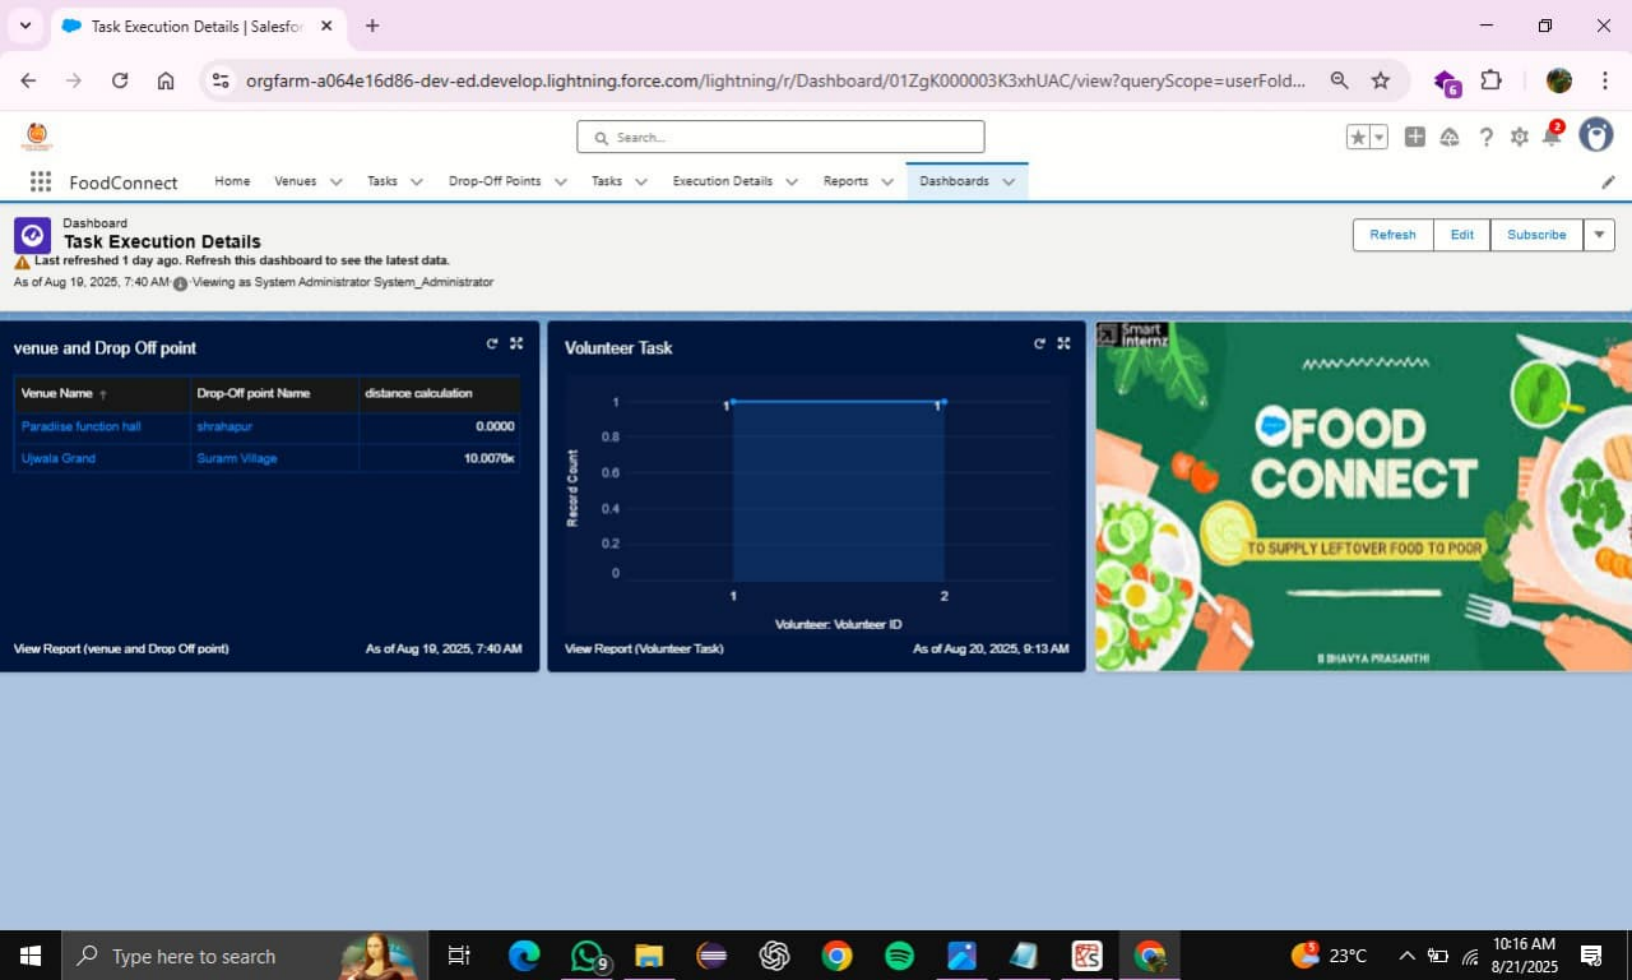 Task Execution Details | Salesfor
orgfarm-a064e16d86-dev-ed.develop.lightning.force.com/lightning/r/Dashboard/01ZgK000003K3xhUAC/view?queryScope=userFold...
6
Search...
2
FoodConnect Home Venues Tasks Drop-Off Points Tasks Execution Details Reports Dashboards
Dashboard
Task Execution Details
Refresh Edit Subscribe
Last refreshed 1 day ago. Refresh this dashboard to see the latest data.
As of Aug 19, 2025, 7:40 AM Viewing as System Administrator System_Administrator
venue and Drop Off point
Venue Name ↑ Drop-Off point Name distance calculation
Paradiise function hall shrahapur 0.0000
Ujwala Grand Surarm Village 10.0076K
View Report (venue and Drop Off point) As of Aug 19, 2025, 7:40 AM
Volunteer Task
Record Count
1
0.8
0.6
0.4
0.2
0
1 1
1 2
Volunteer: Volunteer ID
View Report (Volunteer Task) As of Aug 20, 2025, 9:13 AM
Smart
Internz
FOOD
CONNECT
TO SUPPLY LEFTOVER FOOD TO POOR
B BHAVYA PRASANTHI
Type here to search
9
5
23°C
10:16 AM
8/21/2025